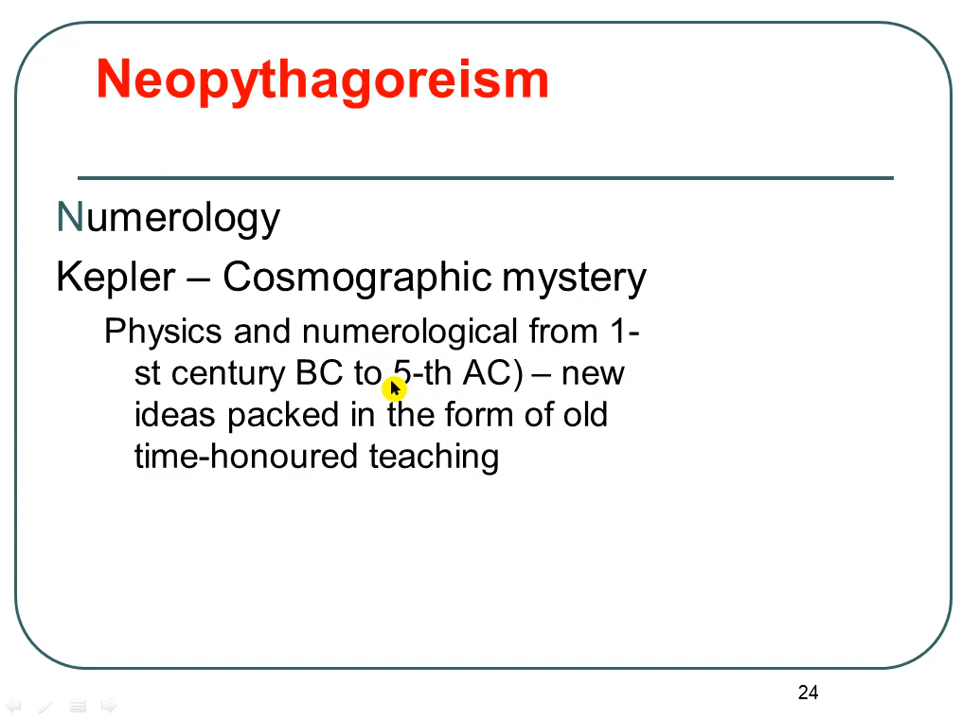 Neopythagoreism
Numerology
Kepler – Cosmographic mystery
Physics and numerological from 1-
st century BC to 5-th AC) – new
ideas packed in the form of old
time-honoured teaching
24